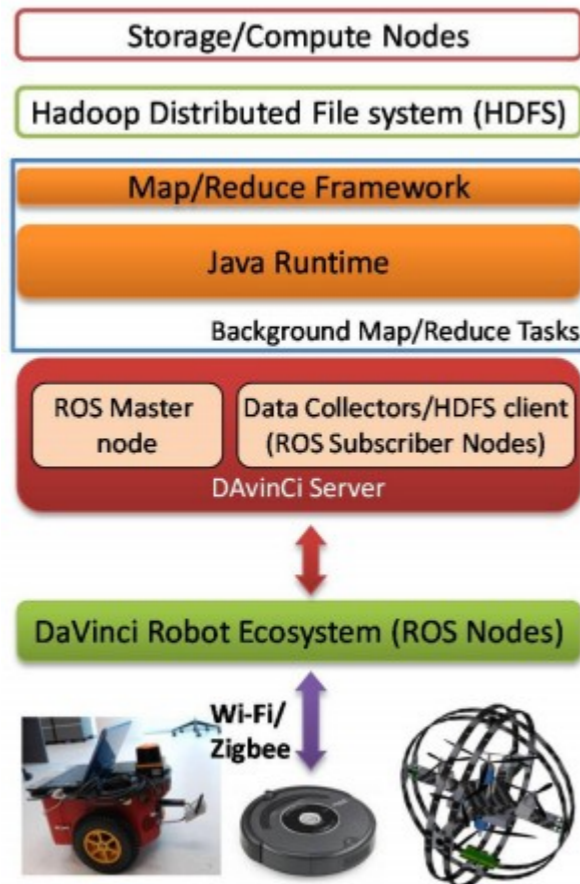 Storage/Compute Nodes
Hadoop Distributed File system (HDFS)
Map/Reduce Framework
Java Runtime
Background Map/Reduce Tasks
ROS Master
node
Data Collectors/HDFS client
(ROS Subscriber Nodes)
DAvinCi Server
DaVinci Robot Ecosystem (ROS Nodes)
Wi-Fi/
Zigbee